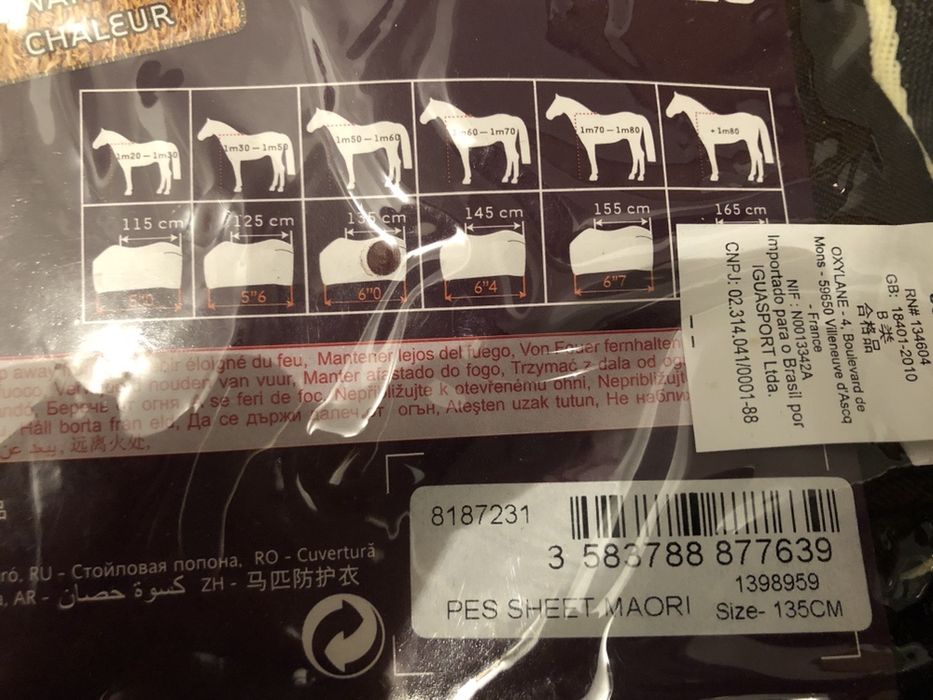 CHALEUR
1m20 – 1m30
1m30 – 1m50
1m50 – 1m60
1m60 – 1m70
1m70 – 1m80
+ 1m80
115 cm
125 cm
135 cm
145 cm
155 cm
165 cm
5"0
5"6
6"0
6"4
6"7
éloigné du feu, Mantener lejos del fuego, Von Feuer fernhalten
houden van vuur, Manter afastado do fogo, Trzymać z dala od
se feri de foc, Nepribližujte k otevřenému ohni,
Håll borta från eld, Да се държи далеч от огън, Ateşten uzak tutun, Не
远离火处,
RU - Стойловая попона, RO - Cuvertură
AR - كسوة حصان ZH - 马匹防护衣
8187231
3 583788 877639
1398959
PES SHEET MAORI Size- 135CM
RN# 134604
GB: 18401-2010
B 类
合格品
OXYLANE - 4, Boulevard de
Mons - 59650 Villeneuve d'Ascq
- France
NIF : N0013342A
Importado para o Brasil por
IGUASPORT Ltda.
CNPJ: 02.314.041/0001-88